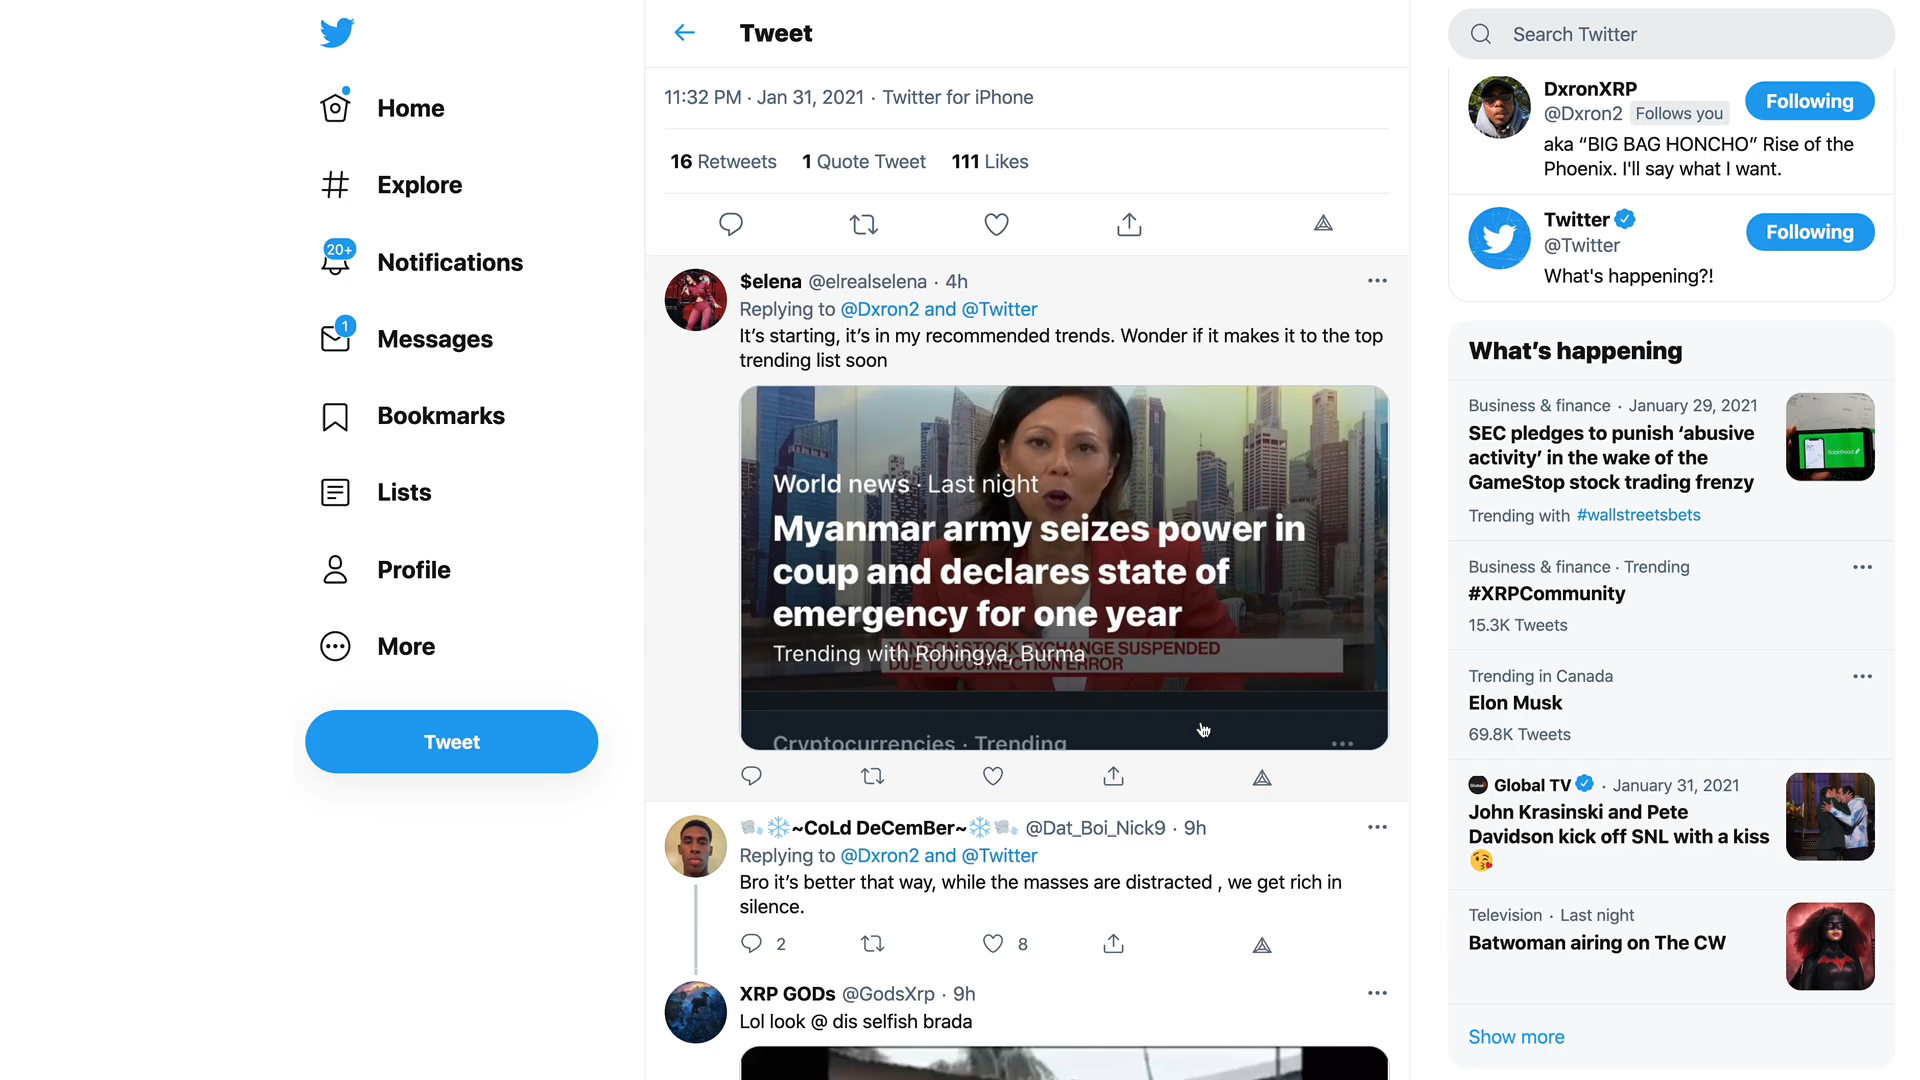 Home
Explore
20+
Notifications
1
Messages
Bookmarks
Lists
Profile
More
Tweet
Tweet
11:32 PM · Jan 31, 2021 · Twitter for iPhone
16 Retweets 1 Quote Tweet 111 Likes
$elena @elrealselena · 4h
Replying to @Dxron2 and @Twitter
It’s starting, it’s in my recommended trends. Wonder if it makes it to the top
trending list soon
World news · Last night
Myanmar army seizes power in
coup and declares state of
emergency for one year
Trending with Rohingya, Burma
EXCHANGE SUSPENDED
DUE TO CONNECTION ERROR
Cryptocurrencies · Trending
~CoLd DeCemBer~ @Dat_Boi_Nick9 · 9h
Replying to @Dxron2 and @Twitter
Bro it’s better that way, while the masses are distracted , we get rich in
silence.
2 8
XRP GODs @GodsXrp · 9h
Lol look @ dis selfish brada
Search Twitter
DxronXRP
@Dxron2 Follows you
Following
aka “BIG BAG HONCHO” Rise of the
Phoenix. I'll say what I want.
Twitter
@Twitter
Following
What's happening?!
What’s happening
Business & finance · January 29, 2021
SEC pledges to punish ‘abusive
activity’ in the wake of the
GameStop stock trading frenzy
Trending with #wallstreetsbets
Business & finance · Trending
#XRPCommunity
15.3K Tweets
Trending in Canada
Elon Musk
69.8K Tweets
Global TV · January 31, 2021
John Krasinski and Pete
Davidson kick off SNL with a kiss
😘
Television · Last night
Batwoman airing on The CW
Show more